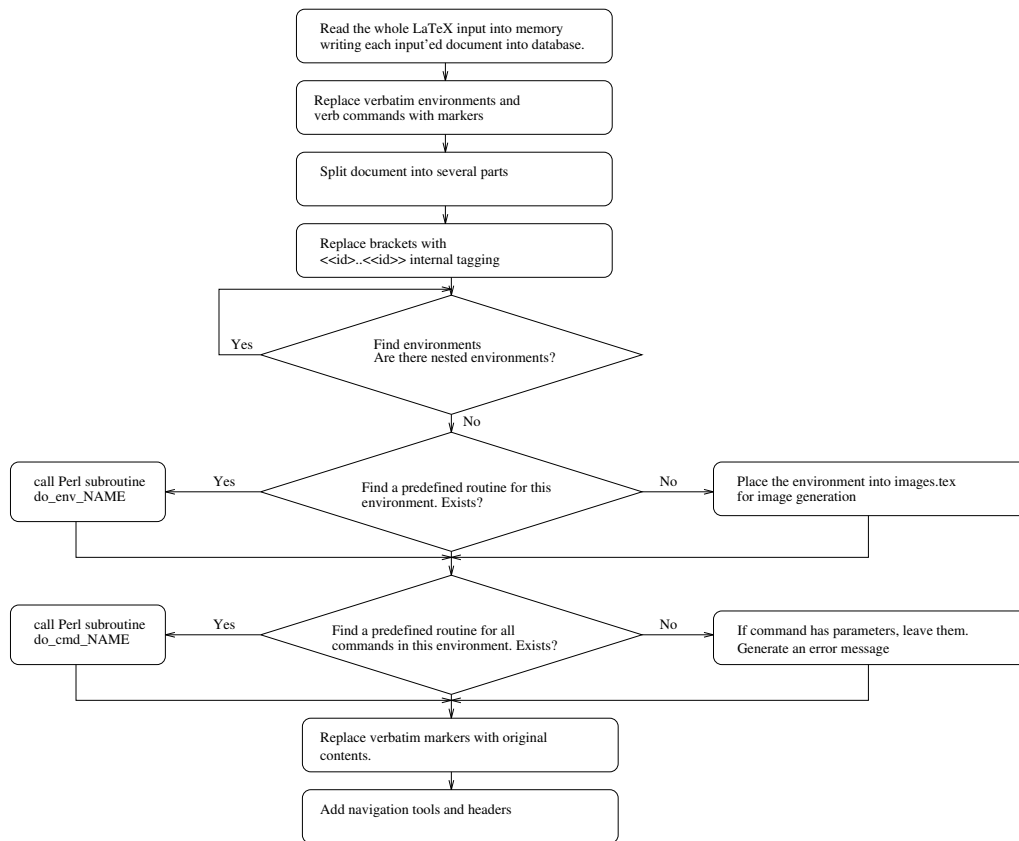 Read the whole LaTeX input into memory
writing each input'ed document into database.
Replace verbatim environments and
verb commands with markers
Split document into several parts
Replace brackets with
<<id>..<<id>> internal tagging
Yes
Find environments
Are there nested environments?
No
call Perl subroutine
do_env_NAME
Yes
Find a predefined routine for this
environment. Exists?
No
Place the environment into images.tex
for image generation
call Perl subroutine
do_cmd_NAME
Yes
Find a predefined routine for all
commands in this environment. Exists?
No
If command has parameters, leave them.
Generate an error message
Replace verbatim markers with original
contents.
Add navigation tools and headers